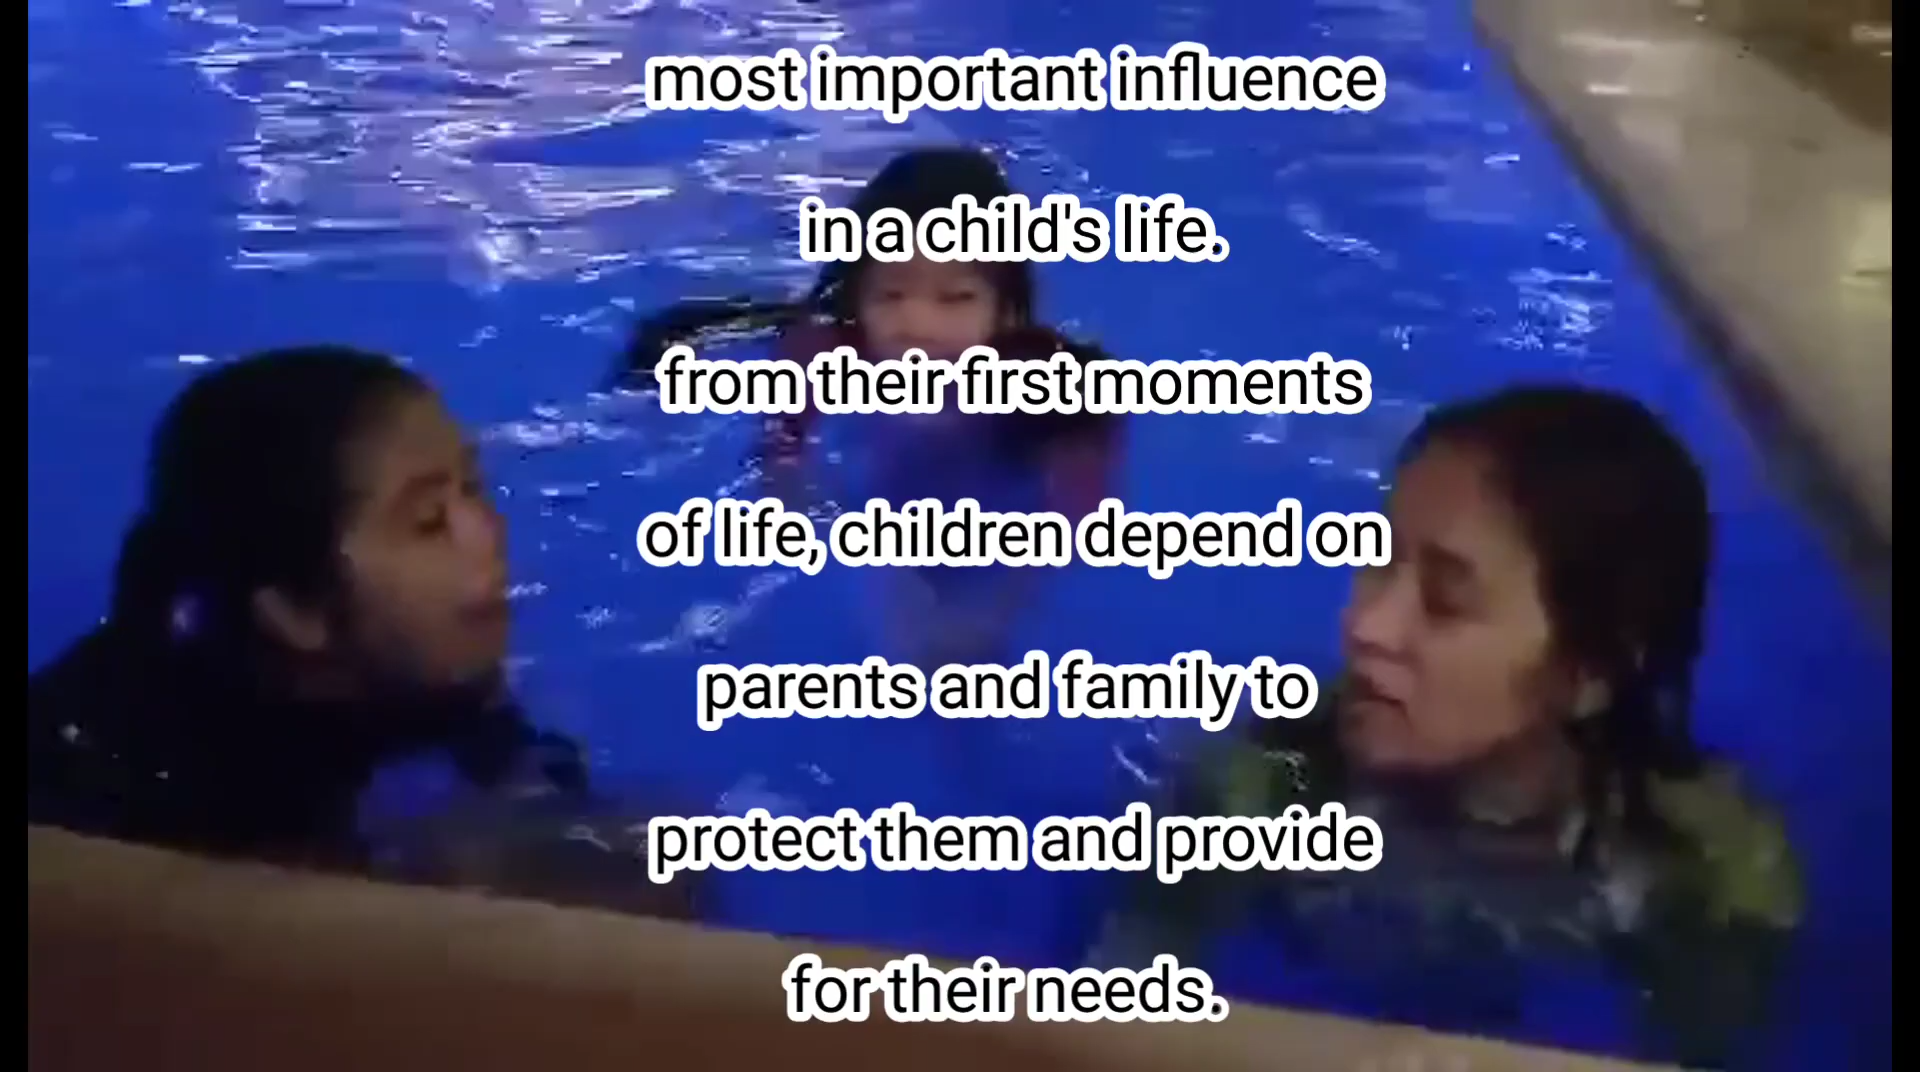 most important influence
in a child's life.
from their first moments
of life, children depend on
parents and family to
protect them and provide
for their needs.